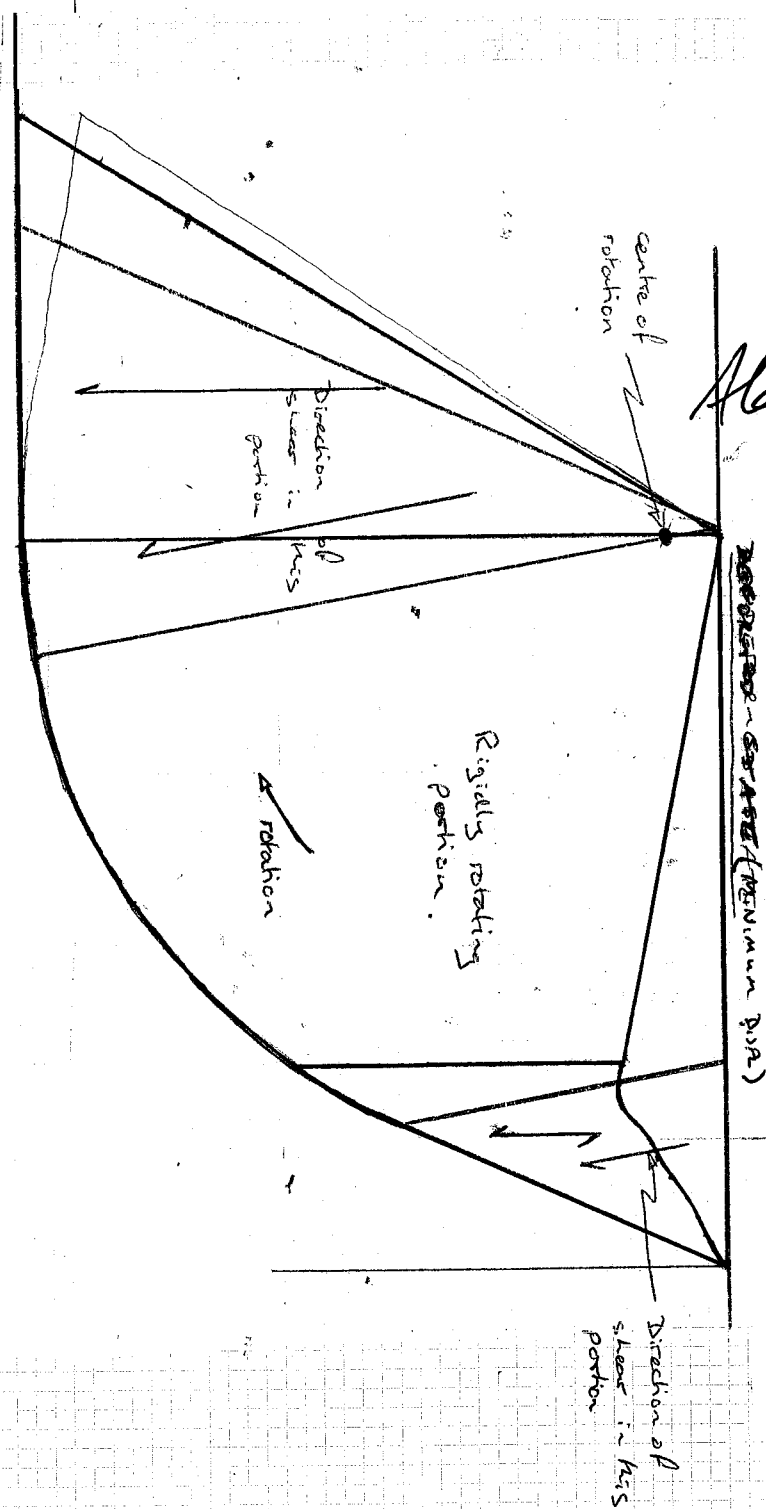 (MINIMUM DISP)
centre of
rotation
Direction of
shear in this
portion
Rigidly rotating
portion.
rotation
Direction of
shear in this
portion